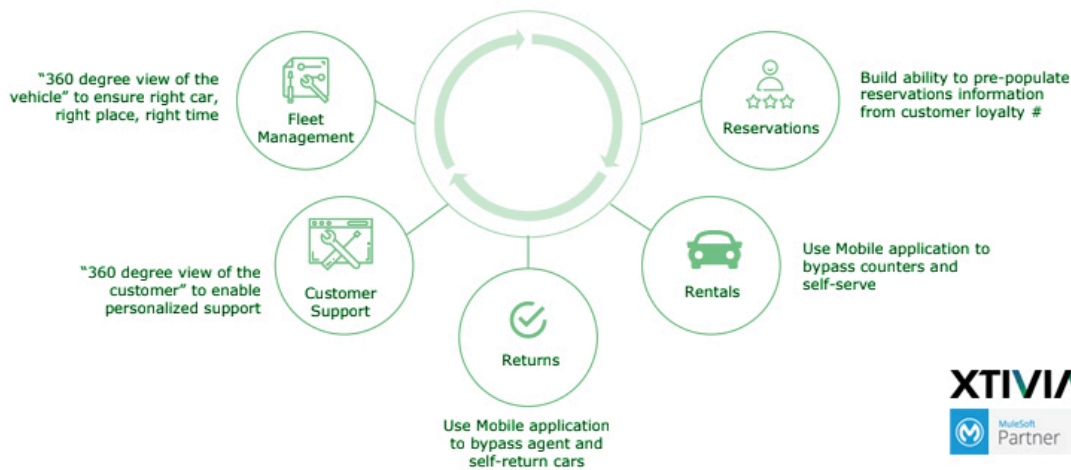 "360 degree view of the
vehicle" to ensure right car,
right place, right time
Fleet
Management
Reservations
Build ability to pre-populate
reservations information
from customer loyalty #
"360 degree view of the
customer" to enable
personalized support
Customer
Support
Returns
Use Mobile application
to bypass agent and
self-return cars
Rentals
Use Mobile application to
bypass counters and
self-serve
XTIVIA
MuleSoft
Partner